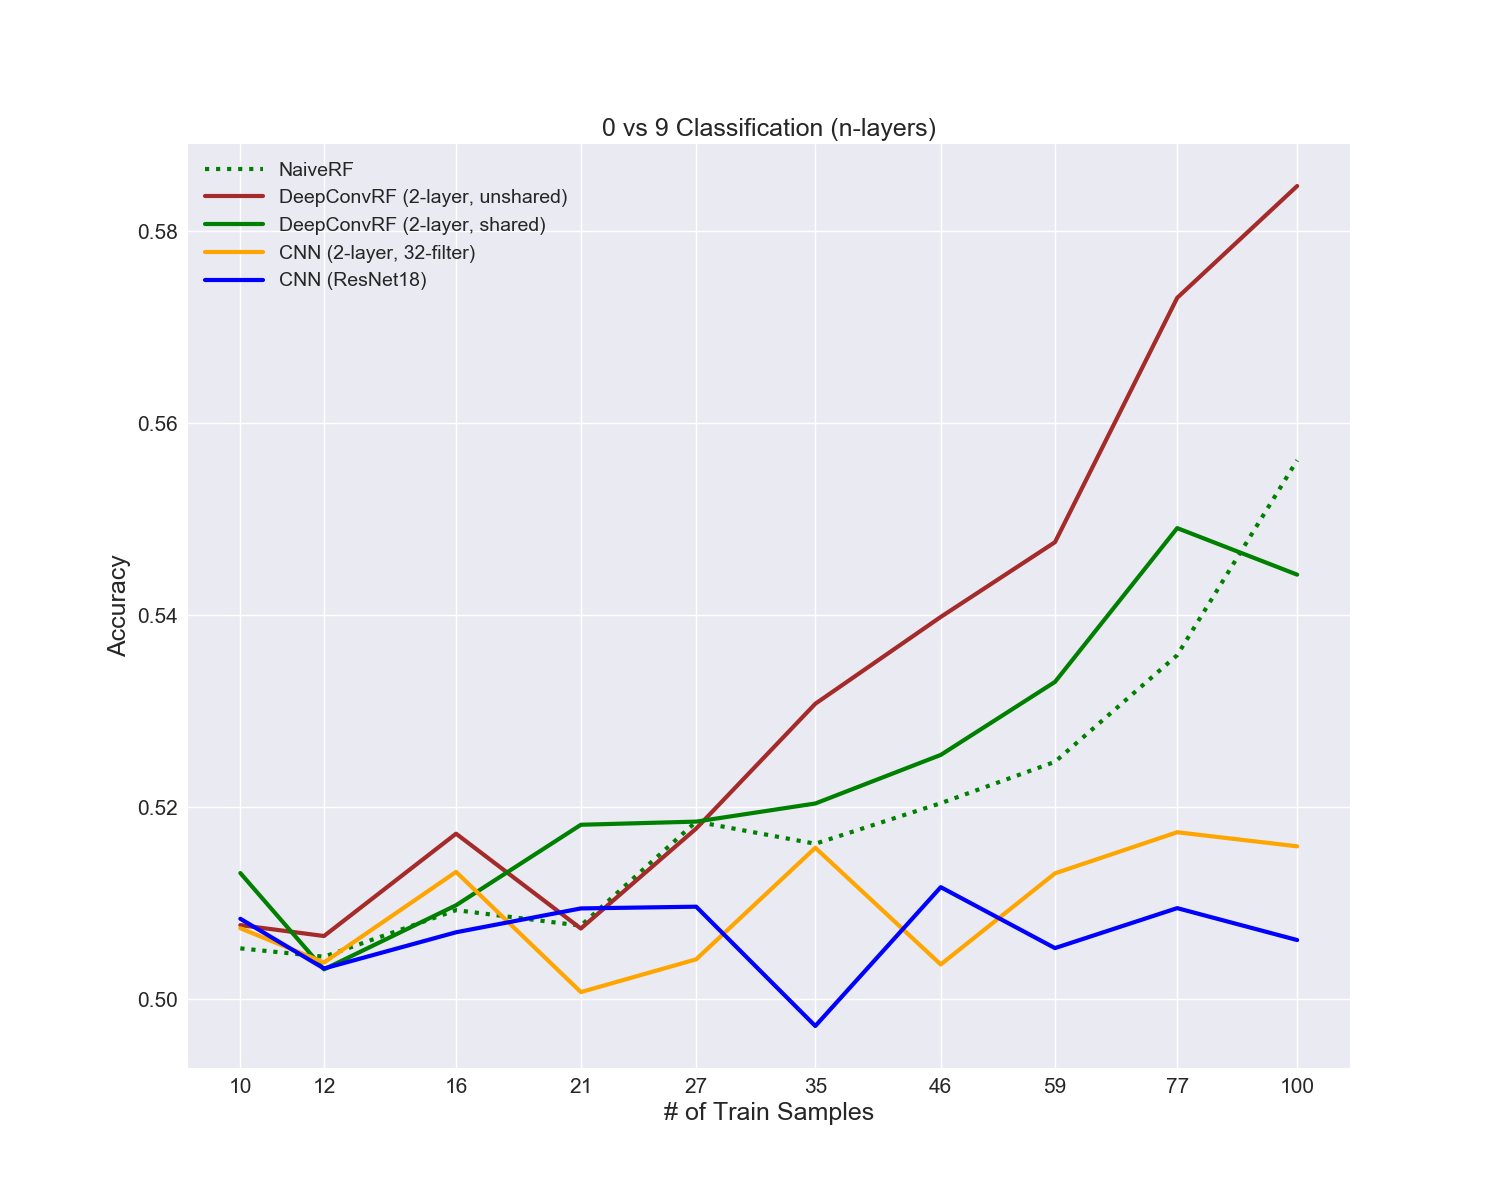 0 vs 9 Classification (n-layers)
NaiveRF
DeepConvRF (2-layer, unshared)
DeepConvRF (2-layer, shared)
CNN (2-layer, 32-filter)
CNN (ResNet18)
0.58
0.56
0.54
0.52
0.50
Accuracy
10 12 16 21 27 35 46 59 77 100
# of Train Samples